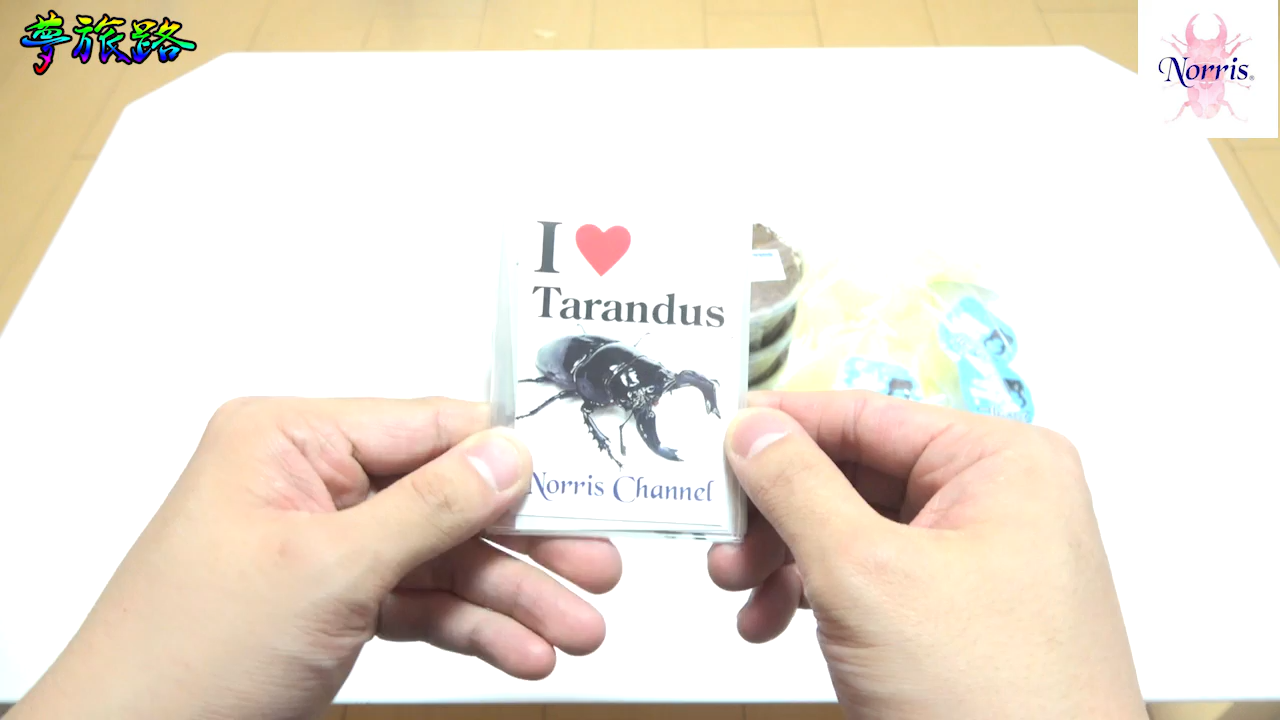 夢旅路
Norris®
I ❤
Tarandus
Norris Channel